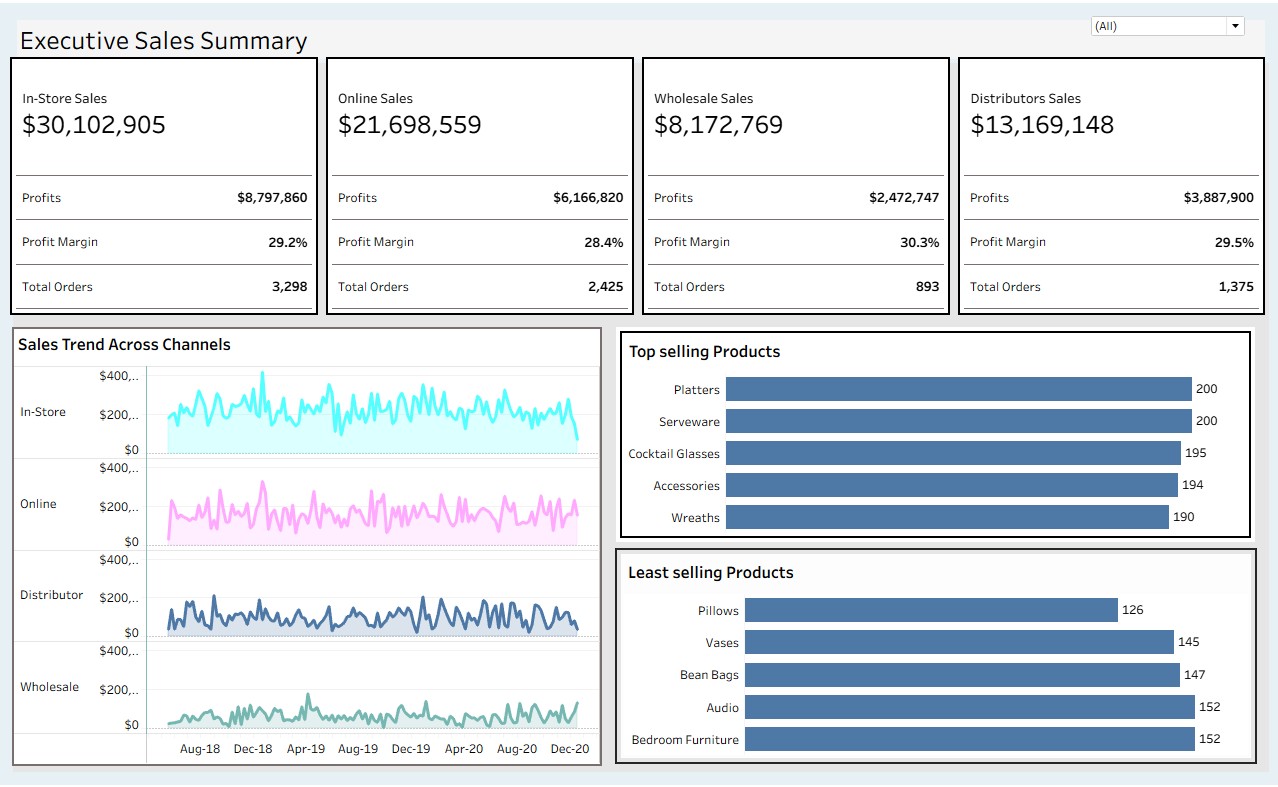 (All)
Executive Sales Summary
In-Store Sales
$30,102,905
Profits $8,797,860
Profit Margin 29.2%
Total Orders 3,298
Online Sales
$21,698,559
Profits $6,166,820
Profit Margin 28.4%
Total Orders 2,425
Wholesale Sales
$8,172,769
Profits $2,472,747
Profit Margin 30.3%
Total Orders 893
Distributors Sales
$13,169,148
Profits $3,887,900
Profit Margin 29.5%
Total Orders 1,375
Sales Trend Across Channels
In-Store
$400,..
$200,..
$0
Online
$400,..
$200,..
$0
Distributor
$400,..
$200,..
$0
Wholesale
$400,..
$200,..
$0
Aug-18 Dec-18 Apr-19 Aug-19 Dec-19 Apr-20 Aug-20 Dec-20
Top selling Products
Platters 200
Serveware 200
Cocktail Glasses 195
Accessories 194
Wreaths 190
Least selling Products
Pillows 126
Vases 145
Bean Bags 147
Audio 152
Bedroom Furniture 152